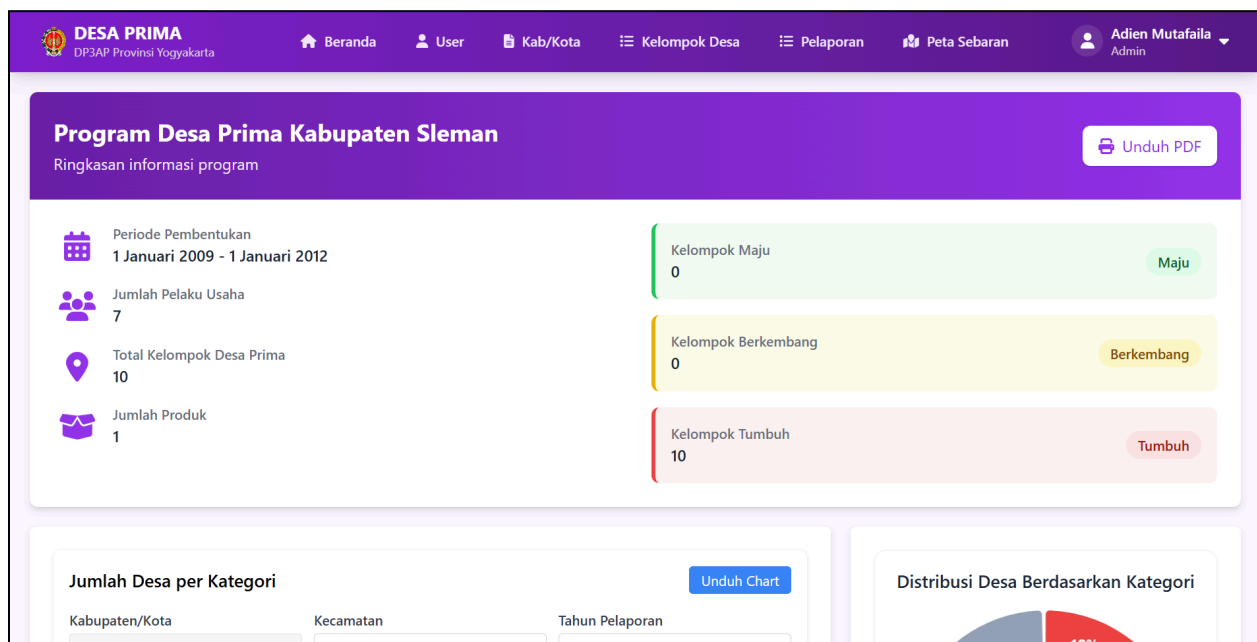 DESA PRIMA
DP3AP Provinsi Yogyakarta
Beranda
User
Kab/Kota
Kelompok Desa
Pelaporan
Peta Sebaran
Adien Mutafaila
Admin
Program Desa Prima Kabupaten Sleman
Ringkasan informasi program
Unduh PDF
Periode Pembentukan
1 Januari 2009 - 1 Januari 2012
Jumlah Pelaku Usaha
7
Total Kelompok Desa Prima
10
Jumlah Produk
1
Kelompok Maju
0
Maju
Kelompok Berkembang
0
Berkembang
Kelompok Tumbuh
10
Tumbuh
Jumlah Desa per Kategori
Unduh Chart
Kabupaten/Kota
Kecamatan
Tahun Pelaporan
Distribusi Desa Berdasarkan Kategori